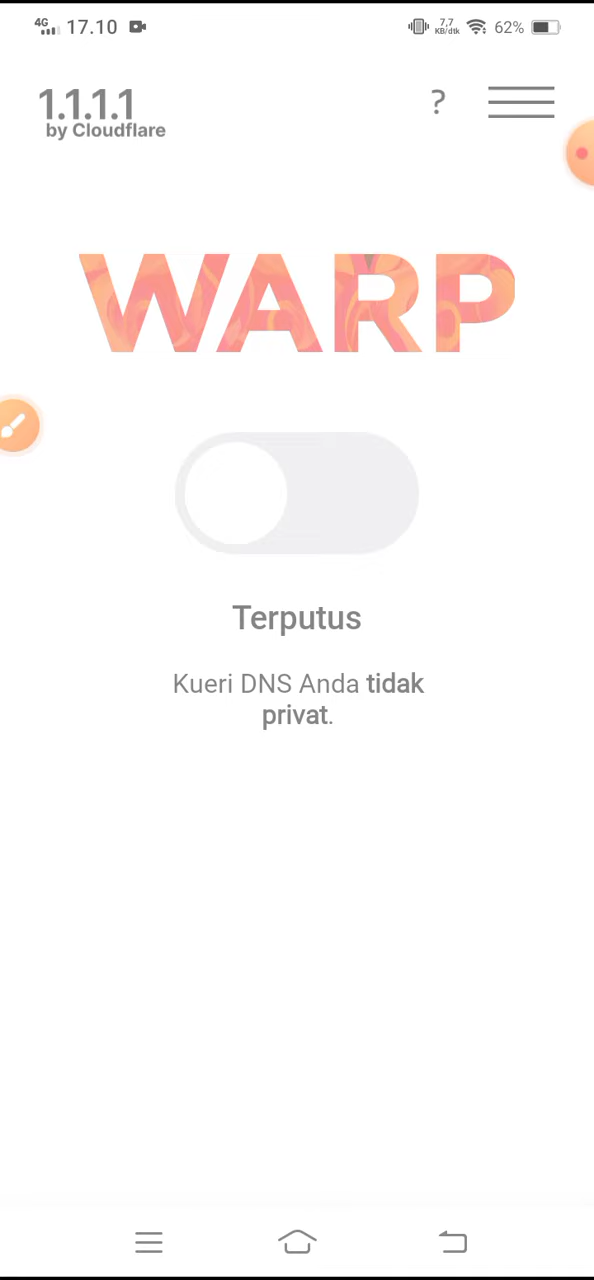 4G 17.10 7,7 KB/dtk 62%
1.1.1.1 ?
by Cloudflare
WARP
Terputus
Kueri DNS Anda tidak
privat.